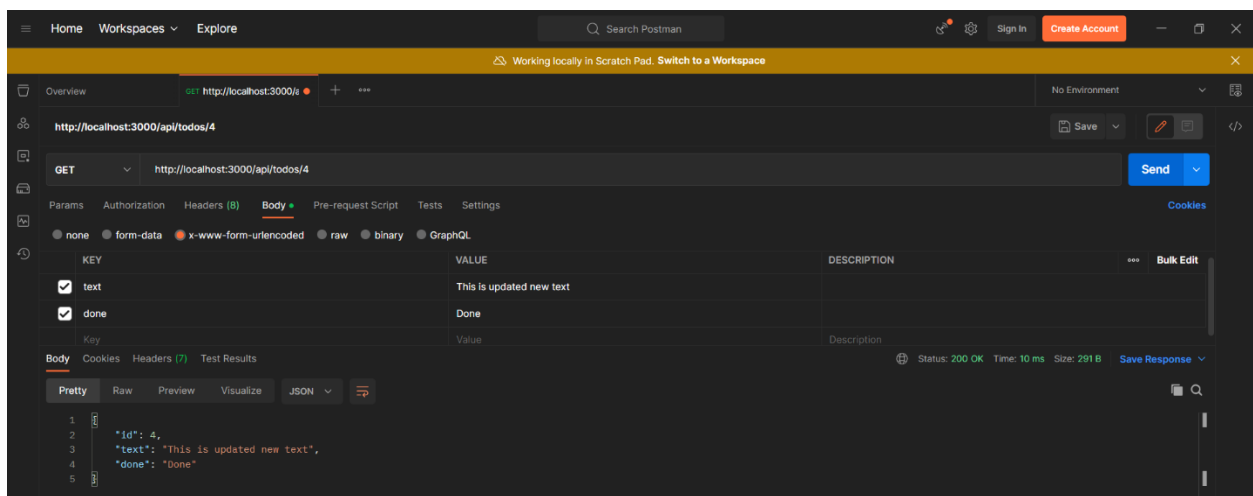 Home Workspaces Explore Search Postman Sign In Create Account
Working locally in Scratch Pad. Switch to a Workspace
Overview GET http://localhost:3000/a No Environment
http://localhost:3000/api/todos/4 Save
GET http://localhost:3000/api/todos/4 Send
Params Authorization Headers (8) Body Pre-request Script Tests Settings Cookies
none form-data x-www-form-urlencoded raw binary GraphQL
KEY VALUE DESCRIPTION Bulk Edit
text This is updated new text
done Done
Key Value Description
Body Cookies Headers (7) Test Results Status: 200 OK Time: 10 ms Size: 291 B Save Response
Pretty Raw Preview Visualize JSON
1 {
2 "id": 4,
3 "text": "This is updated new text",
4 "done": "Done"
5 }